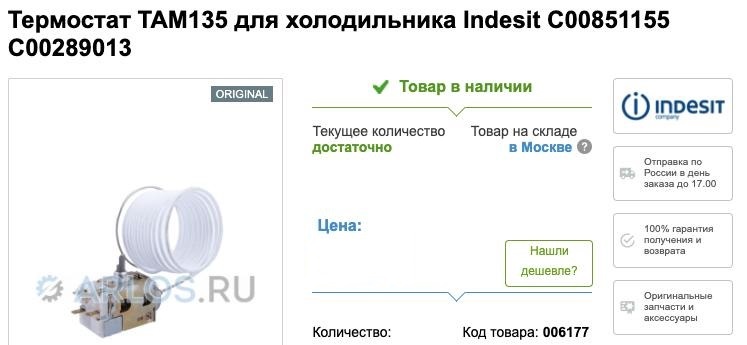 Термостат TAM135 для холодильника Indesit C00851155
C00289013
ORIGINAL
ARLOS.RU
Товар в наличии
Текущее количество
достаточно
Товар на складе
в Москве ?
Цена:
Нашли
дешевле?
Количество:
Код товара: 006177
INDESIT
company
Отправка по
России в день
заказа до 17.00
100% гарантия
получения и
возврата
Оригинальные
запчасти и
аксессуары